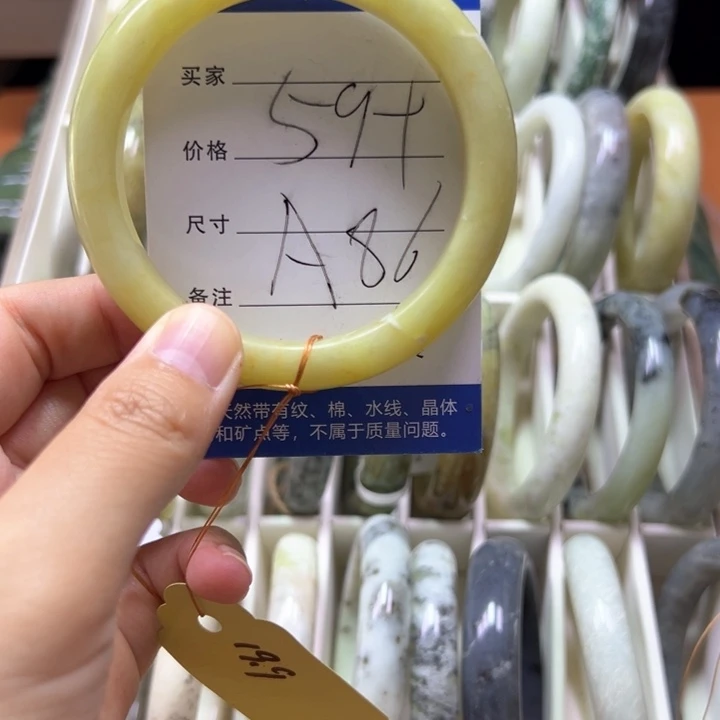 买家
59+
价格
尺寸
A86
备注
天然带有纹、棉、水线、晶体
和矿点等，不属于质量问题。
19.9